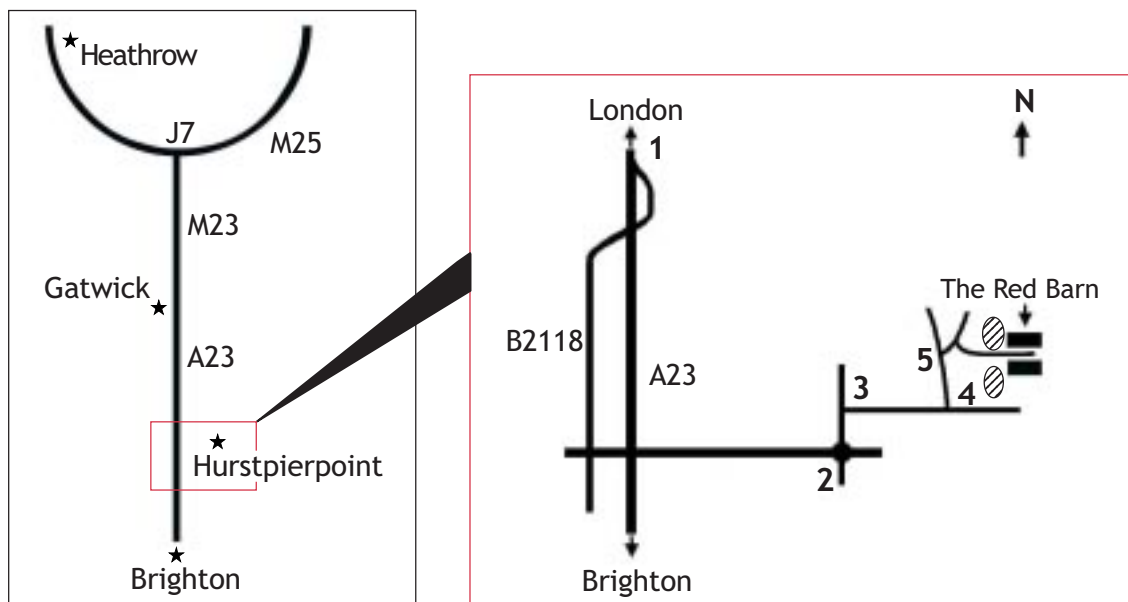 Heathrow
J7
M25
M23
Gatwick
A23
Hurstpierpoint
Brighton
London
N
1
The Red Barn
B2118
A23
5
3
4
2
Brighton